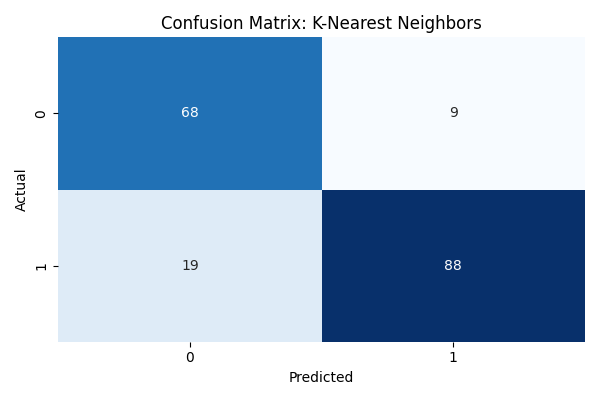 Confusion Matrix: K-Nearest Neighbors
Actual
0
68
9
1
19
88
0
1
Predicted